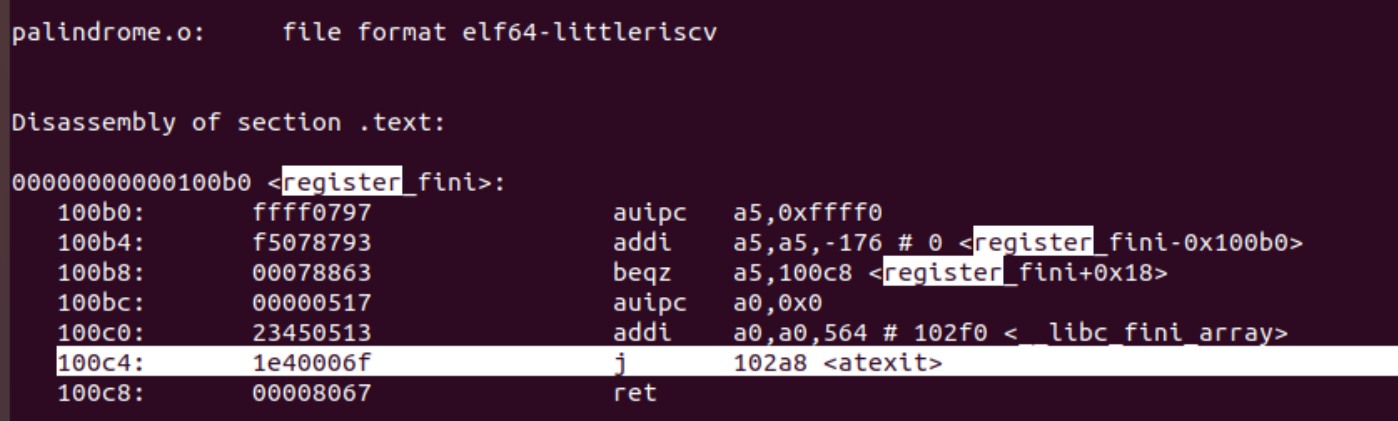 palindrome.o:     file format elf64-littleriscv
Disassembly of section .text:
00000000000100b0 <register_fini>:
100b0:	ffff0797	auipc	a5,0xffff0
100b4:	f5078793	addi	a5,a5,-176 # 0 <register_fini-0x100b0>
100b8:	00078863	beqz	a5,100c8 <register_fini+0x18>
100bc:	00000517	auipc	a0,0x0
100c0:	23450513	addi	a0,a0,564 # 102f0 <__libc_fini_array>
100c4:	1e40006f	j	102a8 <atexit>
100c8:	00008067	ret